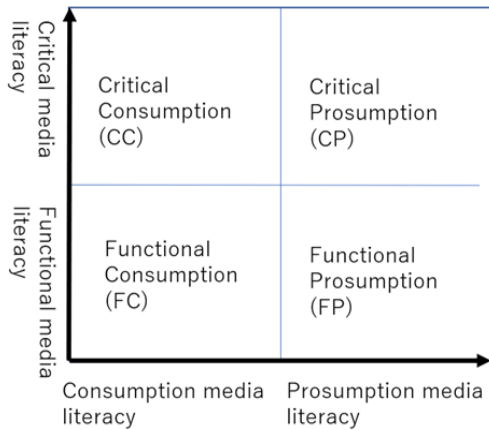 Critical media
literacy
Critical
Consumption
(CC)
Critical
Prosumption
(CP)
Functional media
literacy
Functional
Consumption
(FC)
Functional
Prosumption
(FP)
Consumption media
literacy
Prosumption media
literacy